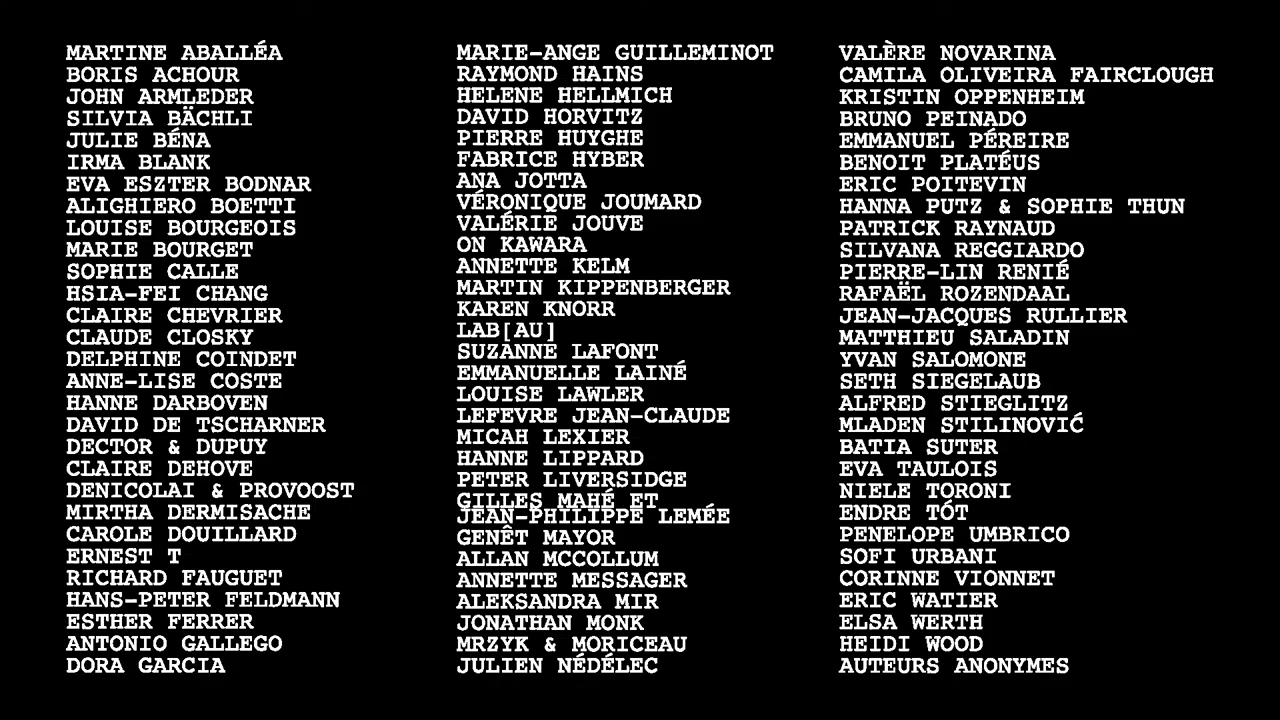 MARTINE ABALLÉA
BORIS ACHOUR
JOHN ARMLEDER
SILVIA BÄCHLI
JULIE BÉNA
IRMA BLANK
EVA ESZTER BODNAR
ALIGHIERO BOETTI
LOUISE BOURGEOIS
MARIE BOURGET
SOPHIE CALLE
HSIA-FEI CHANG
CLAIRE CHEVRIER
CLAUDE CLOSKY
DELPHINE COINDET
ANNE-LISE COSTE
HANNE DARBOVEN
DAVID DE TSCHARNER
DECTOR & DUPUY
CLAIRE DEHOVE
DENICOLAI & PROVOOST
MIRTHA DERMISACHE
CAROLE DOUILLARD
ERNEST T
RICHARD FAUGUET
HANS-PETER FELDMANN
ESTHER FERRER
ANTONIO GALLEGO
DORA GARCIA
MARIE-ANGE GUILLEMINOT
RAYMOND HAINS
HELENE HELLMICH
DAVID HORVITZ
PIERRE HUYGHE
FABRICE HYBER
ANA JOTTA
VÉRONIQUE JOUMARD
VALÉRIE JOUVE
ON KAWARA
ANNETTE KELM
MARTIN KIPPENBERGER
KAREN KNORR
LAB[AU]
SUZANNE LAFONT
EMMANUELLE LAINÉ
LOUISE LAWLER
LEFEVRE JEAN-CLAUDE
MICAH LEXIER
HANNE LIPPARD
PETER LIVERSIDGE
GILLES MAHÉ ET
JEAN-PHILIPPE LEMÉE
GENÊT MAYOR
ALLAN MCCOLLUM
ANNETTE MESSAGER
ALEKSANDRA MIR
JONATHAN MONK
MRZYK & MORICEAU
JULIEN NÉDÉLEC
VALÈRE NOVARINA
CAMILA OLIVEIRA FAIRCLOUGH
KRISTIN OPPENHEIM
BRUNO PEINADO
EMMANUEL PÉREIRE
BENOIT PLATÉUS
ERIC POITEVIN
HANNA PUTZ & SOPHIE THUN
PATRICK RAYNAUD
SILVANA REGGIARDO
PIERRE-LIN RENIÉ
RAFAËL ROZENDAAL
JEAN-JACQUES RULLIER
MATTHIEU SALADIN
YVAN SALOMONE
SETH SIEGELAUB
ALFRED STIEGLITZ
MLADEN STILINOVIĆ
BATIA SUTER
EVA TAULOIS
NIELE TORONI
ENDRE TÓT
PENELOPE UMBRICO
SOFI URBANI
CORINNE VIONNET
ERIC WATIER
ELSA WERTH
HEIDI WOOD
AUTEURS ANONYMES